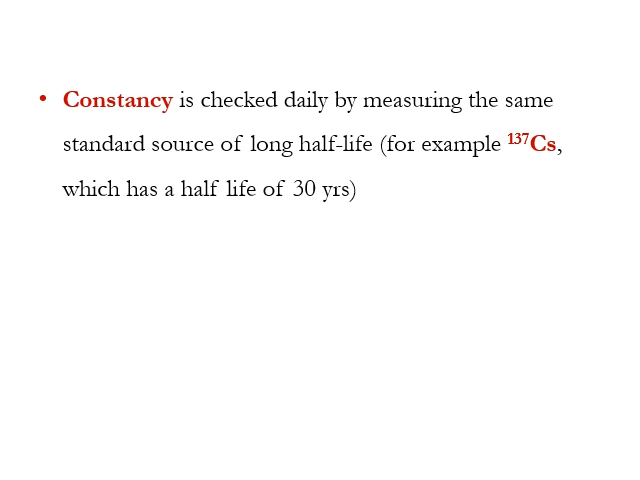 • Constancy is checked daily by measuring the same
standard source of long half-life (for example ¹³⁷Cs,
which has a half life of 30 yrs)